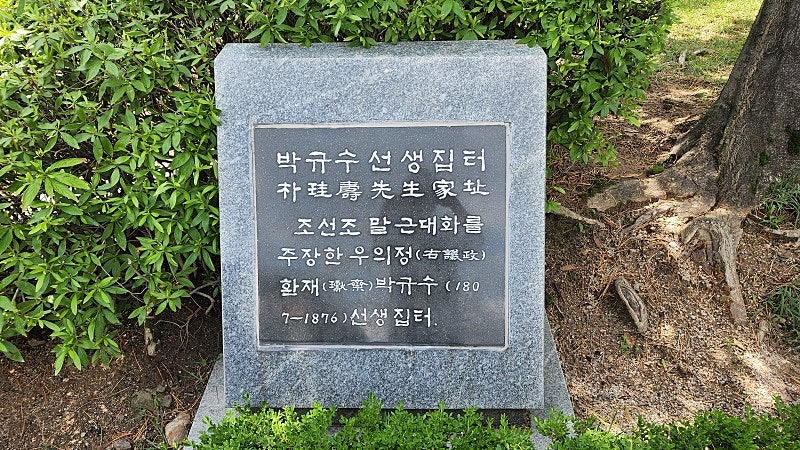 박규수 선생집터
朴珪壽先生家址
조선조 말 근대화를
주장한 우의정(右議政)
환재(瓛齋)박규수(180
7~1876)선생집터.